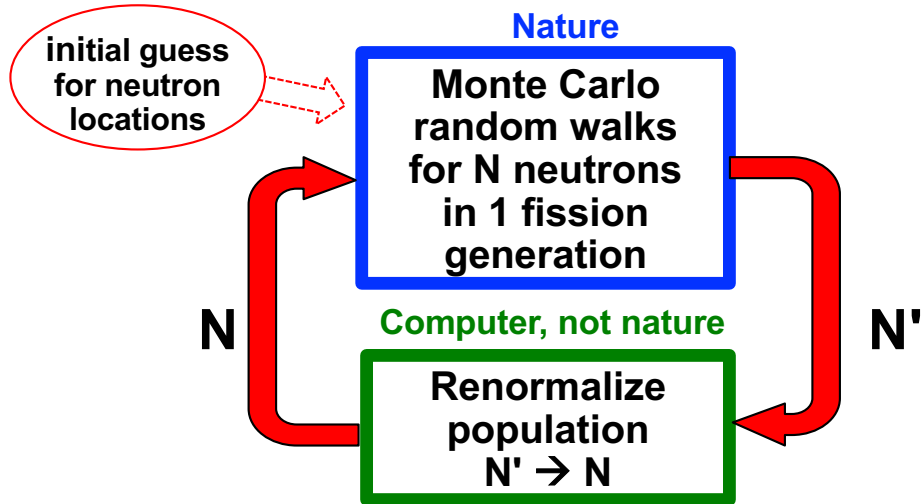 initial guess
for neutron
locations
Nature
Monte Carlo
random walks
for N neutrons
in 1 fission
generation
N
N'
Computer, not nature
Renormalize
population
N' → N